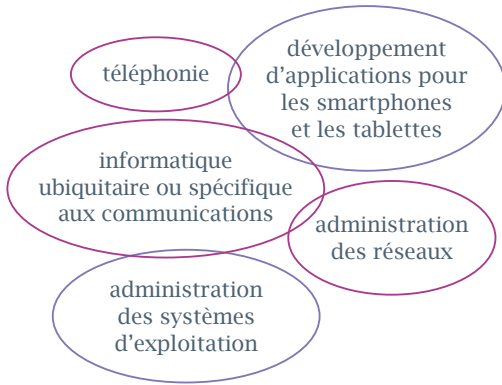 téléphonie
développement
d'applications pour
les smartphones
et les tablettes
informatique
ubiquitaire ou spécifique
aux communications
administration
des réseaux
administration
des systèmes
d'exploitation